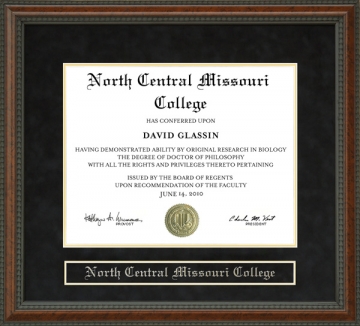 North Central Missouri
College
HAS CONFERRED UPON
DAVID GLASSIN
HAVING DEMONSTRATED ABILITY BY ORIGINAL RESEARCH IN BIOLOGY
THE DEGREE OF DOCTOR OF PHILOSOPHY
WITH ALL THE RIGHTS AND PRIVILEGES THERETO PERTAINING
ISSUED BY THE BOARD OF REGENTS
UPON RECOMMENDATION OF THE FACULTY
JUNE 14, 2010
PROVOST
PRESIDENT
North Central Missouri College